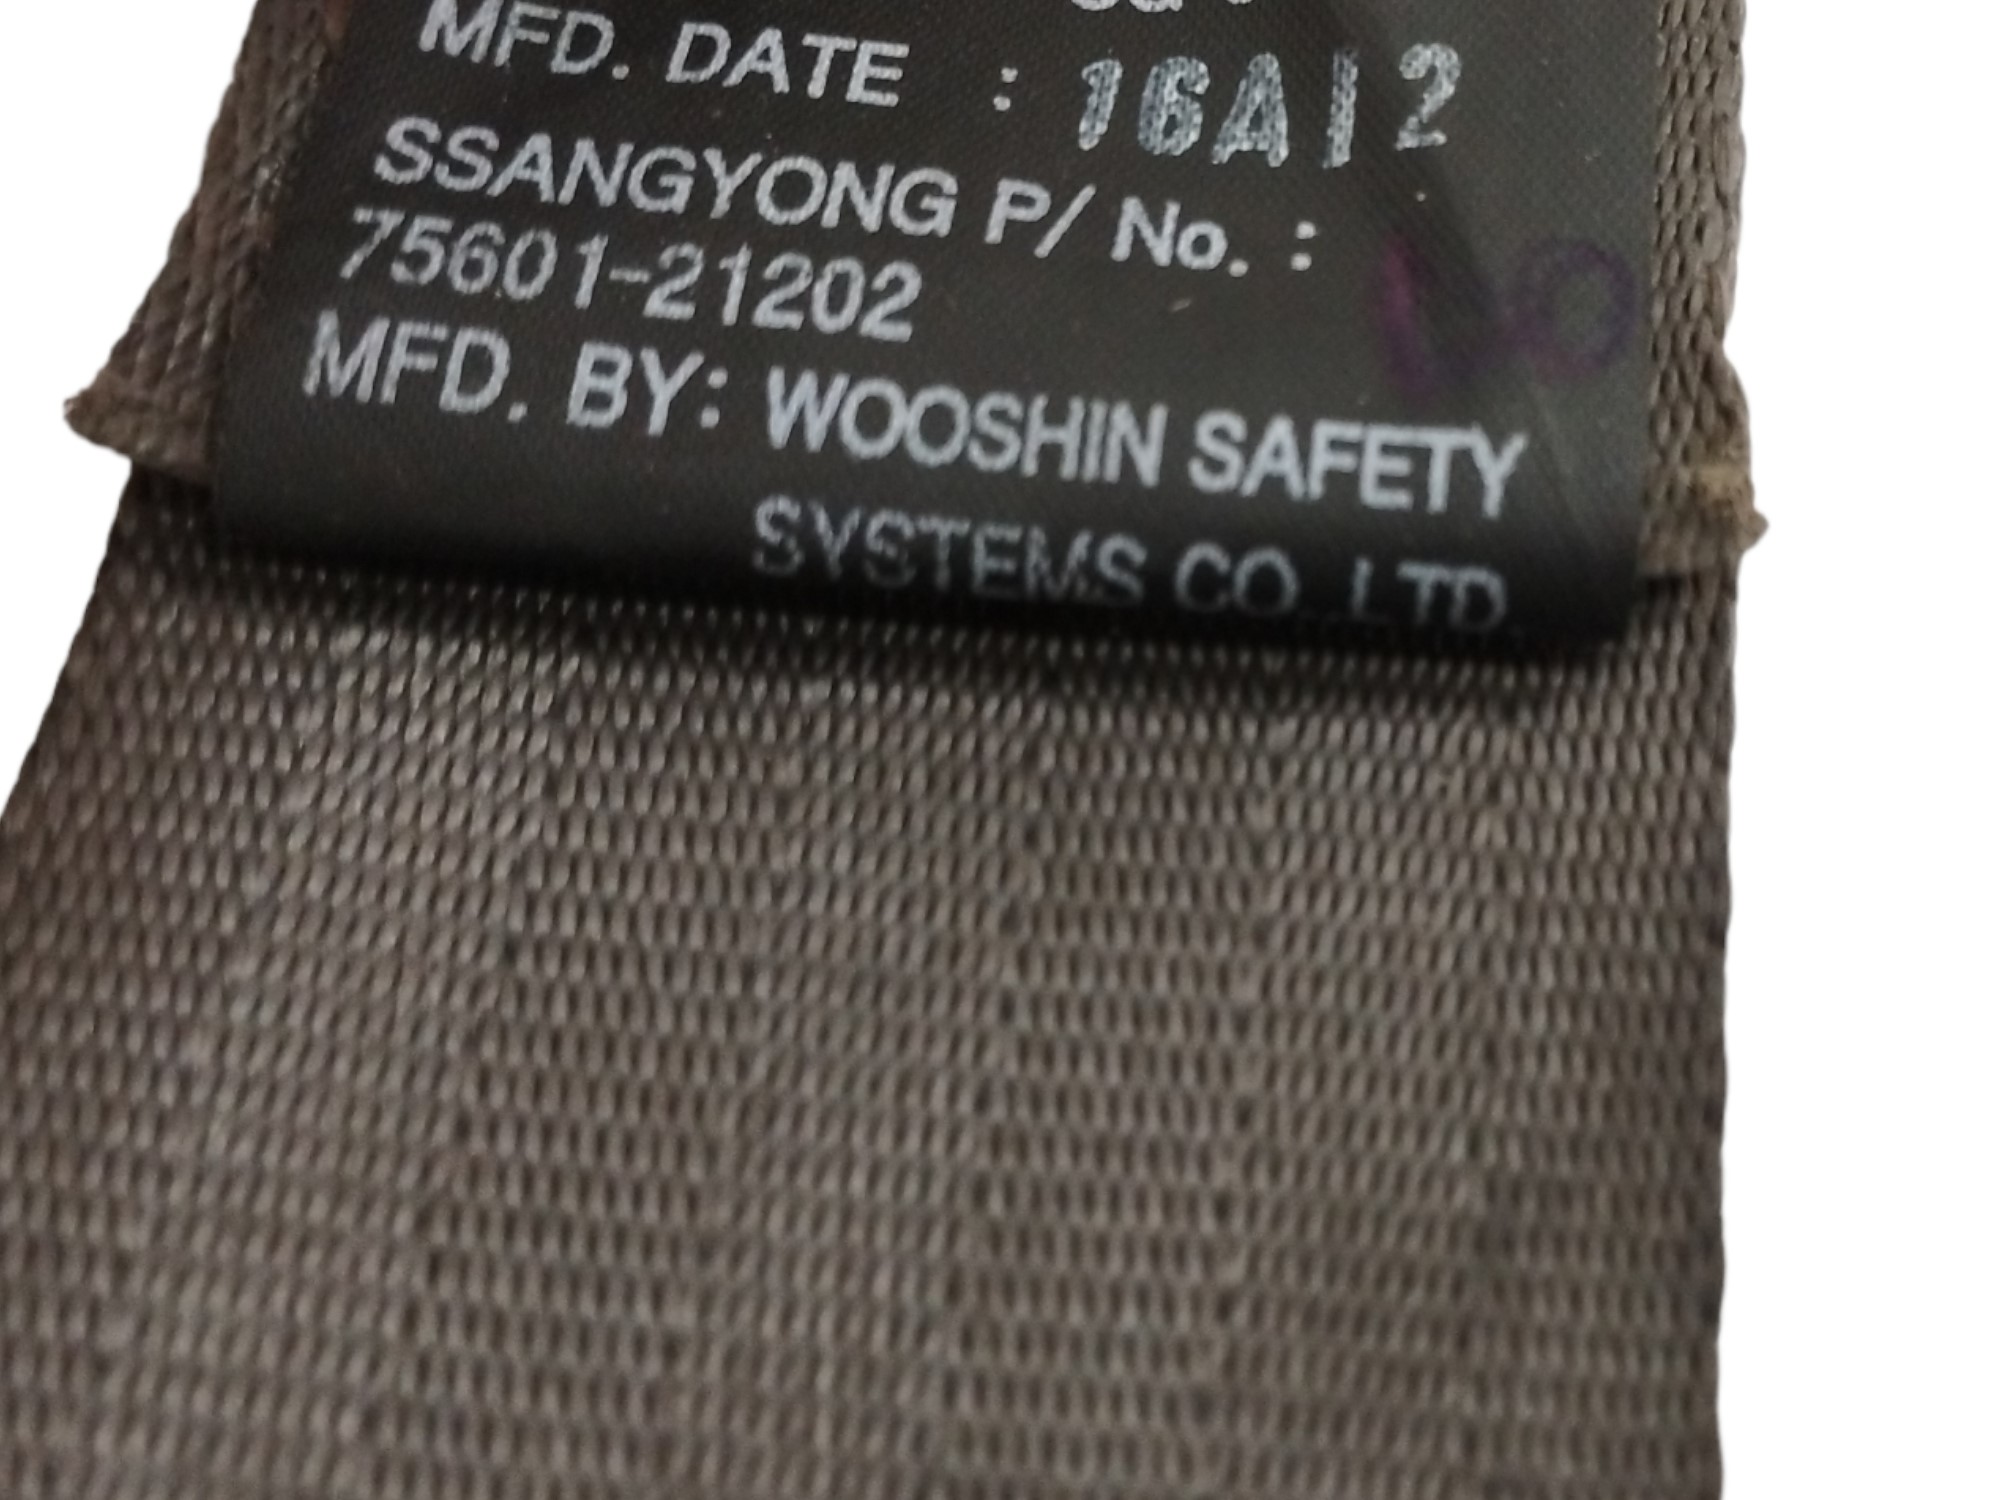 MFD. DATE : 16A12
SSANGYONG P/ No. :
75601-21202
MFD. BY: WOOSHIN SAFETY
SYSTEMS CO.,LTD.